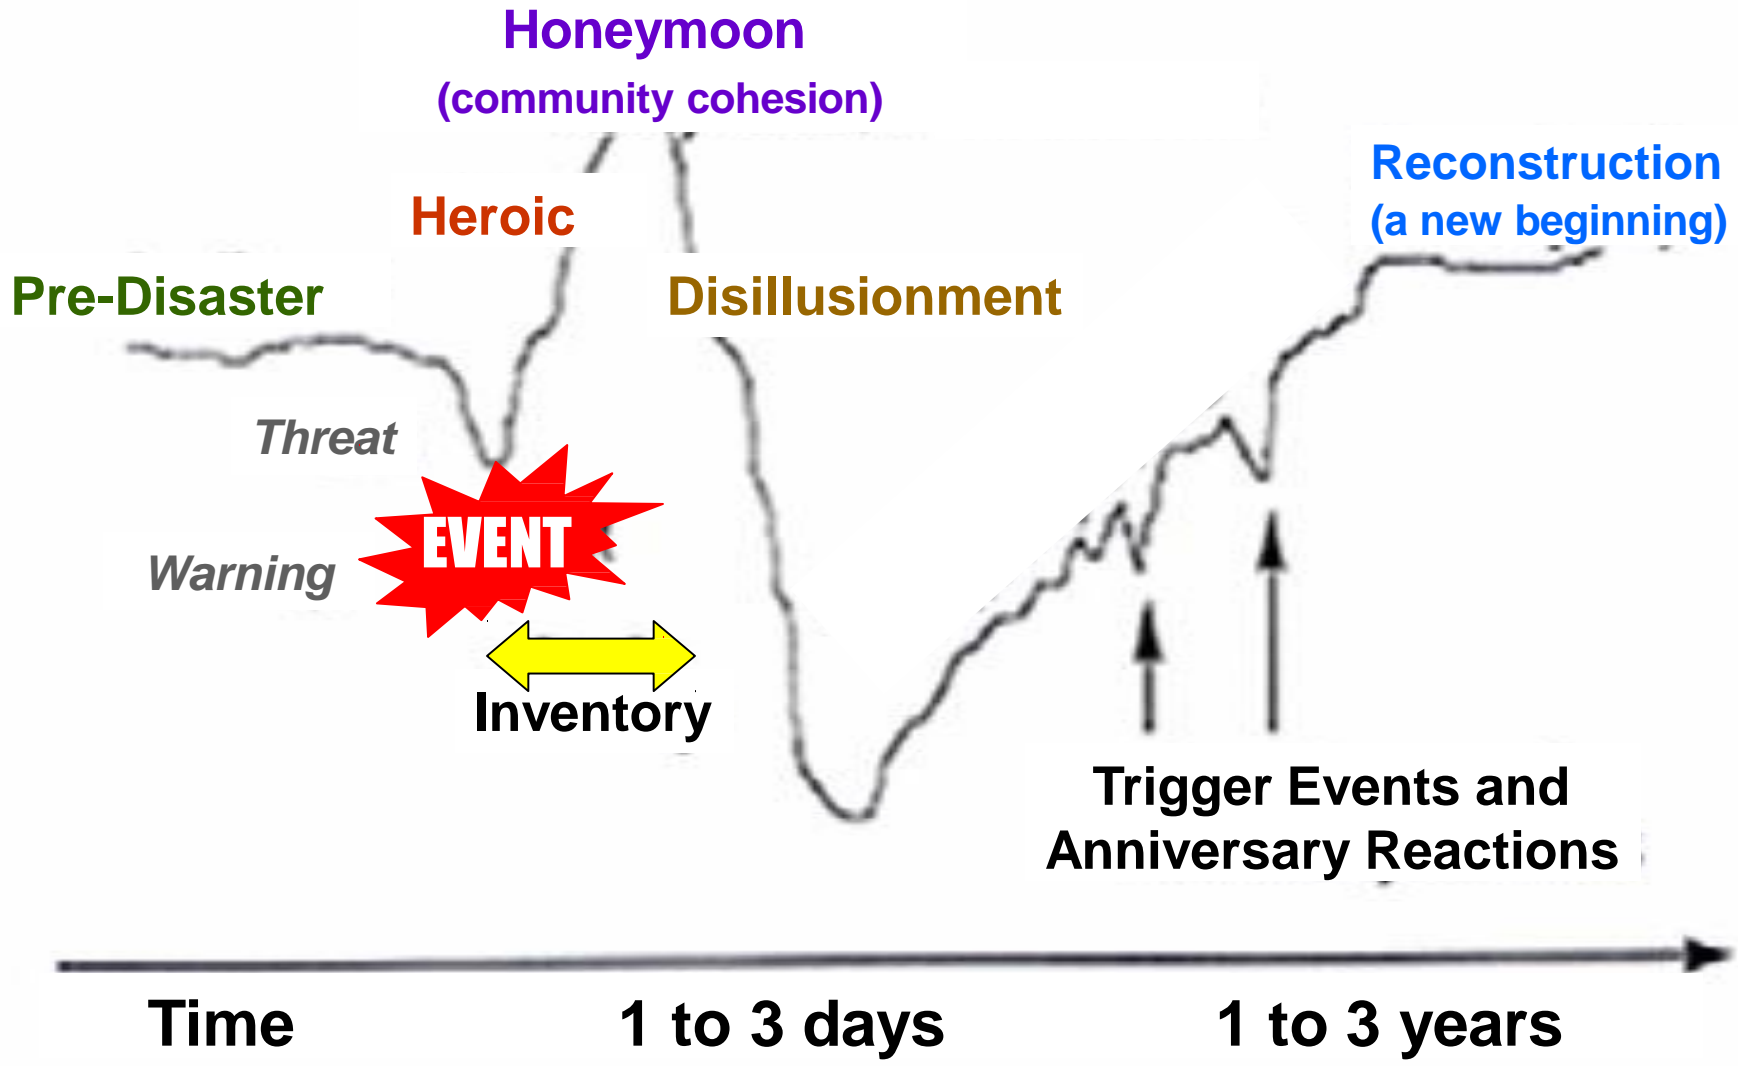 Honeymoon
(community cohesion)
Reconstruction
(a new beginning)
Heroic
Pre-Disaster
Disillusionment
Threat
EVENT
Warning
Inventory
Trigger Events and
Anniversary Reactions
Time
1 to 3 days
1 to 3 years